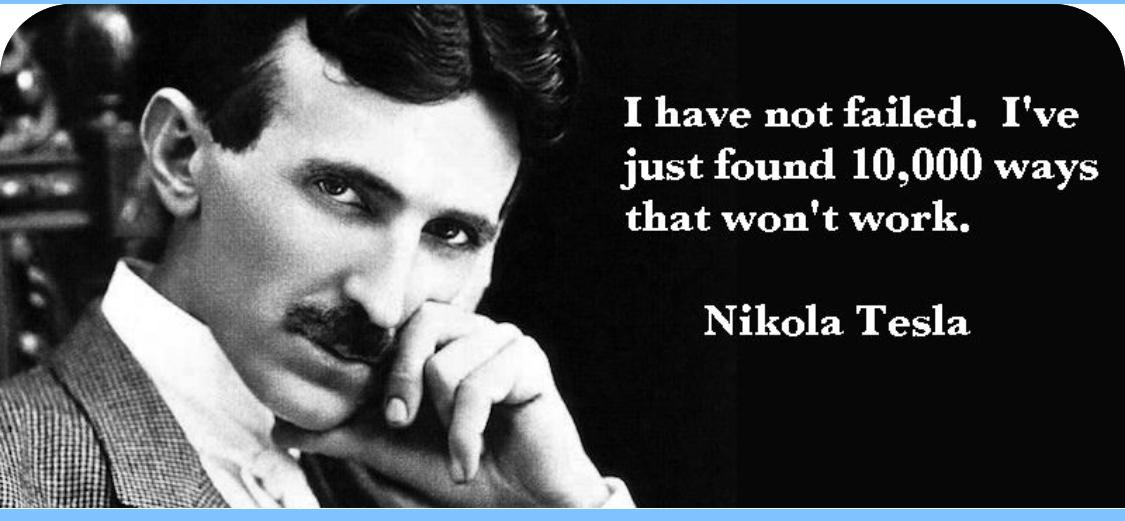 I have not failed.  I've
just found 10,000 ways
that won't work.
Nikola Tesla